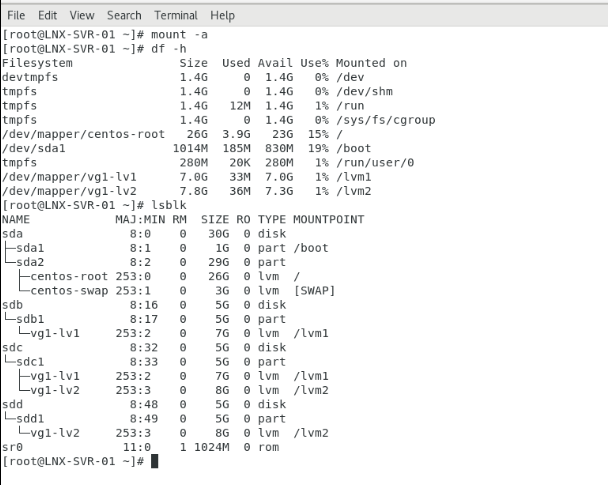 File Edit View Search Terminal Help
[root@LNX-SVR-01 ~]# mount -a
[root@LNX-SVR-01 ~]# df -h
Filesystem               Size  Used Avail Use% Mounted on
devtmpfs                 1.4G     0  1.4G   0% /dev
tmpfs                    1.4G     0  1.4G   0% /dev/shm
tmpfs                    1.4G   12M  1.4G   1% /run
tmpfs                    1.4G     0  1.4G   0% /sys/fs/cgroup
/dev/mapper/centos-root   26G  3.9G   23G  15% /
/dev/sda1               1014M  185M  830M  19% /boot
tmpfs                    280M   20K  280M   1% /run/user/0
/dev/mapper/vg1-lv1      7.0G   33M  7.0G   1% /lvm1
/dev/mapper/vg1-lv2      7.8G   36M  7.3G   1% /lvm2
[root@LNX-SVR-01 ~]# lsblk
NAME            MAJ:MIN RM  SIZE RO TYPE MOUNTPOINT
sda               8:0    0   30G  0 disk
├─sda1            8:1    0    1G  0 part /boot
└─sda2            8:2    0   29G  0 part
  ├─centos-root 253:0    0   26G  0 lvm  /
  └─centos-swap 253:1    0    3G  0 lvm  [SWAP]
sdb               8:16   0    5G  0 disk
└─sdb1            8:17   0    5G  0 part
  └─vg1-lv1     253:2    0    7G  0 lvm  /lvm1
sdc               8:32   0    5G  0 disk
└─sdc1            8:33   0    5G  0 part
  ├─vg1-lv1     253:2    0    7G  0 lvm  /lvm1
  └─vg1-lv2     253:3    0    8G  0 lvm  /lvm2
sdd               8:48   0    5G  0 disk
└─sdd1            8:49   0    5G  0 part
  └─vg1-lv2     253:3    0    8G  0 lvm  /lvm2
sr0              11:0    1 1024M  0 rom
[root@LNX-SVR-01 ~]#